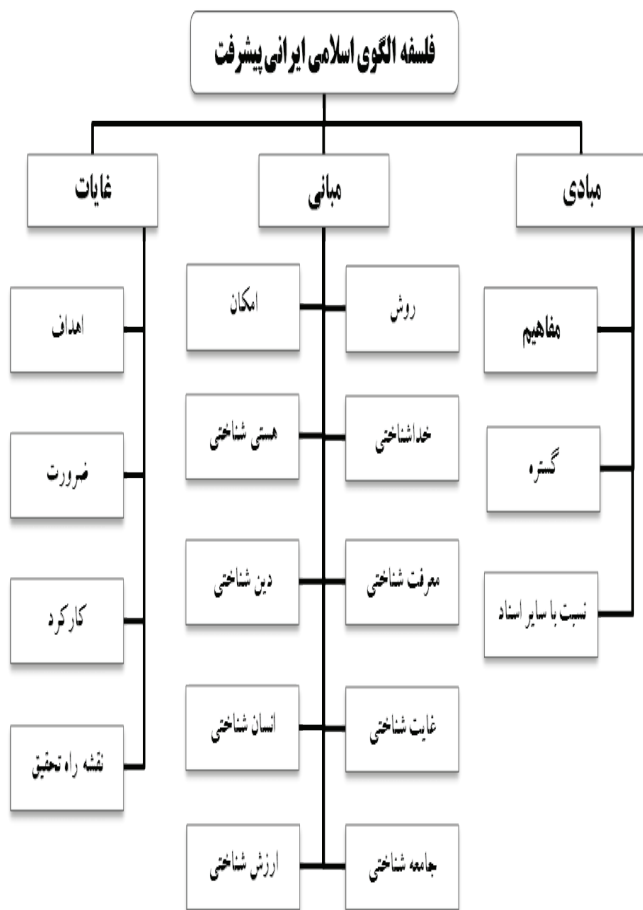 فلسفه الگوی اسلامی ایرانی پیشرفت
مبادی
مبانی
غایات
مفاهیم
گستره
نسبت با سایر اسناد
روش
امکان
خداشناختی
هستی شناختی
معرفت شناختی
دین شناختی
غایت شناختی
انسان شناختی
جامعه شناختی
ارزش شناختی
اهداف
ضرورت
کارکرد
نقشه راه تحقیق